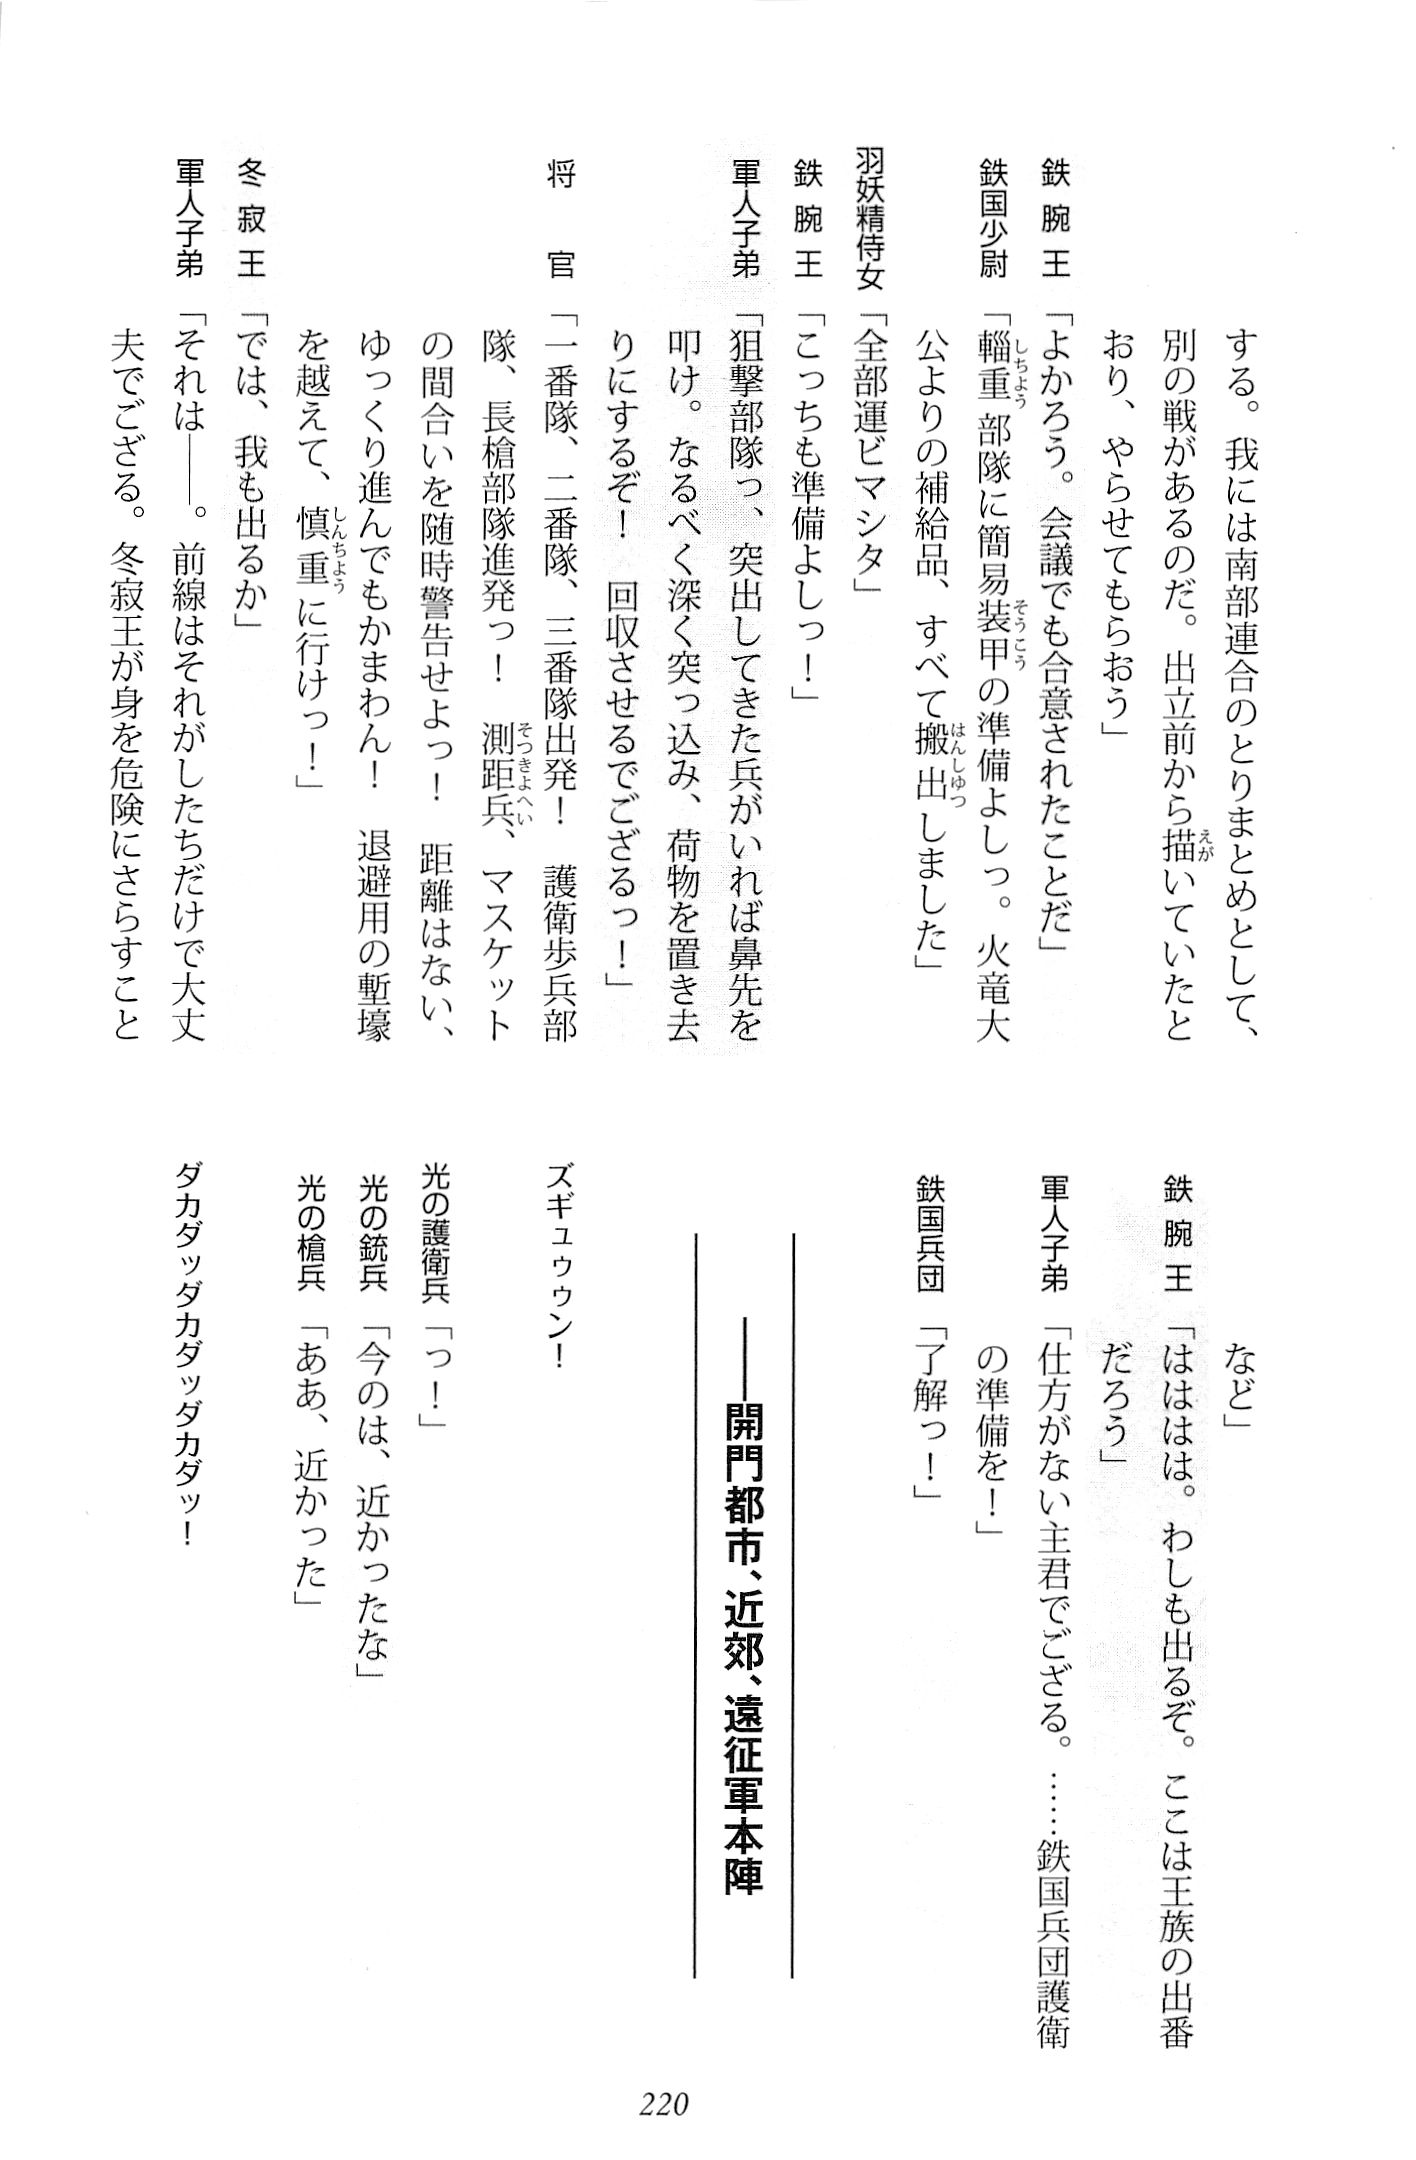 する。我には南部連合のとりまとめとして、
別の戦があるのだ。出立前から描いていたと
おり、やらせてもらおう」
鉄腕王「よかろう。会議でも合意されたことだ」
鉄国少尉「輜重部隊に簡易装甲の準備よしっ。火竜大
公よりの補給品、すべて搬出しました」
羽妖精侍女「全部運ビマシタ」
鉄腕王「こっちも準備よしっ！」
軍人子弟「狙撃部隊っ、突出してきた兵がいれば鼻先を
叩け。なるべく深く突っ込み、荷物を置き去
りにするぞ！　回収させるでござるっ！」
将官「一番隊、二番隊、三番隊出発！　護衛歩兵部
隊、長槍部隊進発っ！　測距兵、マスケット
の間合いを随時警告せよっ！　距離はない、
ゆっくり進んでもかまわん！　退避用の塹壕
を越えて、慎重に行けっ！」
冬寂王「では、我も出るか」
軍人子弟「それは――。前線はそれがしたちだけで大丈
夫でござる。冬寂王が身を危険にさらすこと
など」
鉄腕王「はははは。わしも出るぞ。ここは王族の出番
だろう」
軍人子弟「仕方がない主君でござる。……鉄国兵団護衛
の準備を！」
鉄国兵団「了解っ！」
――開門都市、近郊、遠征軍本陣
ズギュゥゥン！
光の護衛兵「っ！」
光の銃兵「今のは、近かったな」
光の槍兵「ああ、近かった」
ダカダッダカダッダカダッ！
220